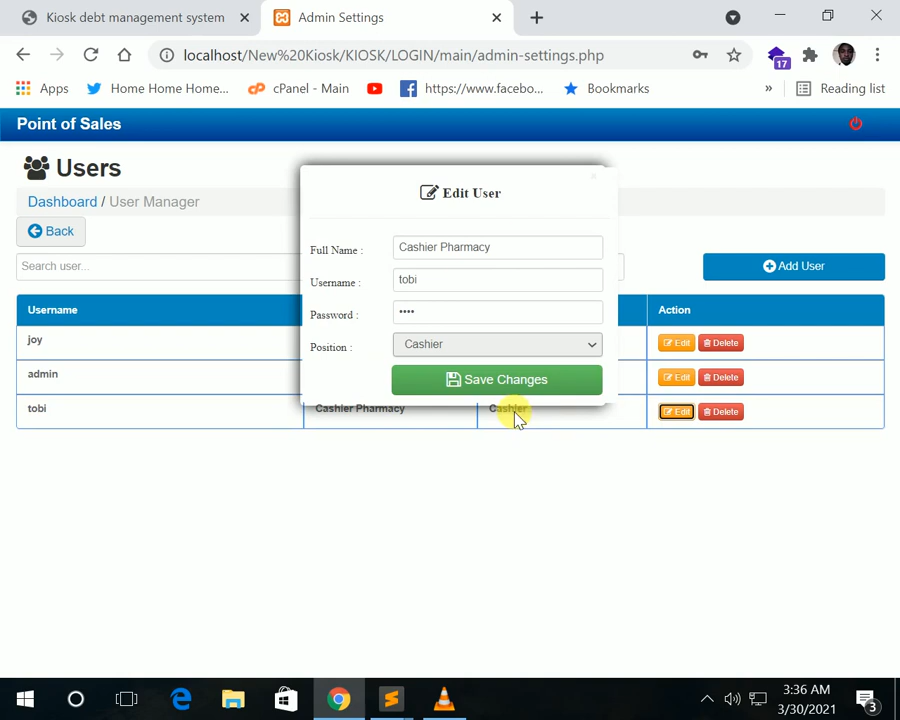 Kiosk debt management system
Admin Settings
localhost/New%20Kiosk/KIOSK/LOGIN/main/admin-settings.php
17
Apps
Home Home Home...
cPanel - Main
https://www.facebo...
Bookmarks
»
Reading list
Point of Sales
Users
Dashboard / User Manager
Back
Search user...
Add User
Username
Action
joy
Edit
Delete
admin
Edit
Delete
tobi
Cashier Pharmacy
Cashier
Edit
Delete
Edit User
Full Name :
Cashier Pharmacy
Username :
tobi
Password :
••••
Position :
Cashier
Save Changes
3:36 AM
3/30/2021
3